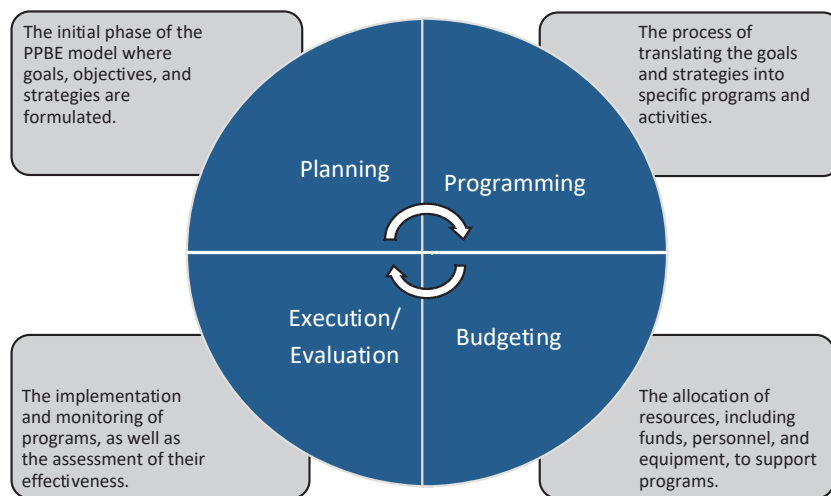 The initial phase of the
PPBE model where
goals, objectives, and
strategies are
formulated.
The process of
translating the goals
and strategies into
specific programs and
activities.
Planning
Programming
Execution/
Evaluation
Budgeting
The implementation
and monitoring of
programs, as well as
the assessment of their
effectiveness.
The allocation of
resources, including
funds, personnel, and
equipment, to support
programs.